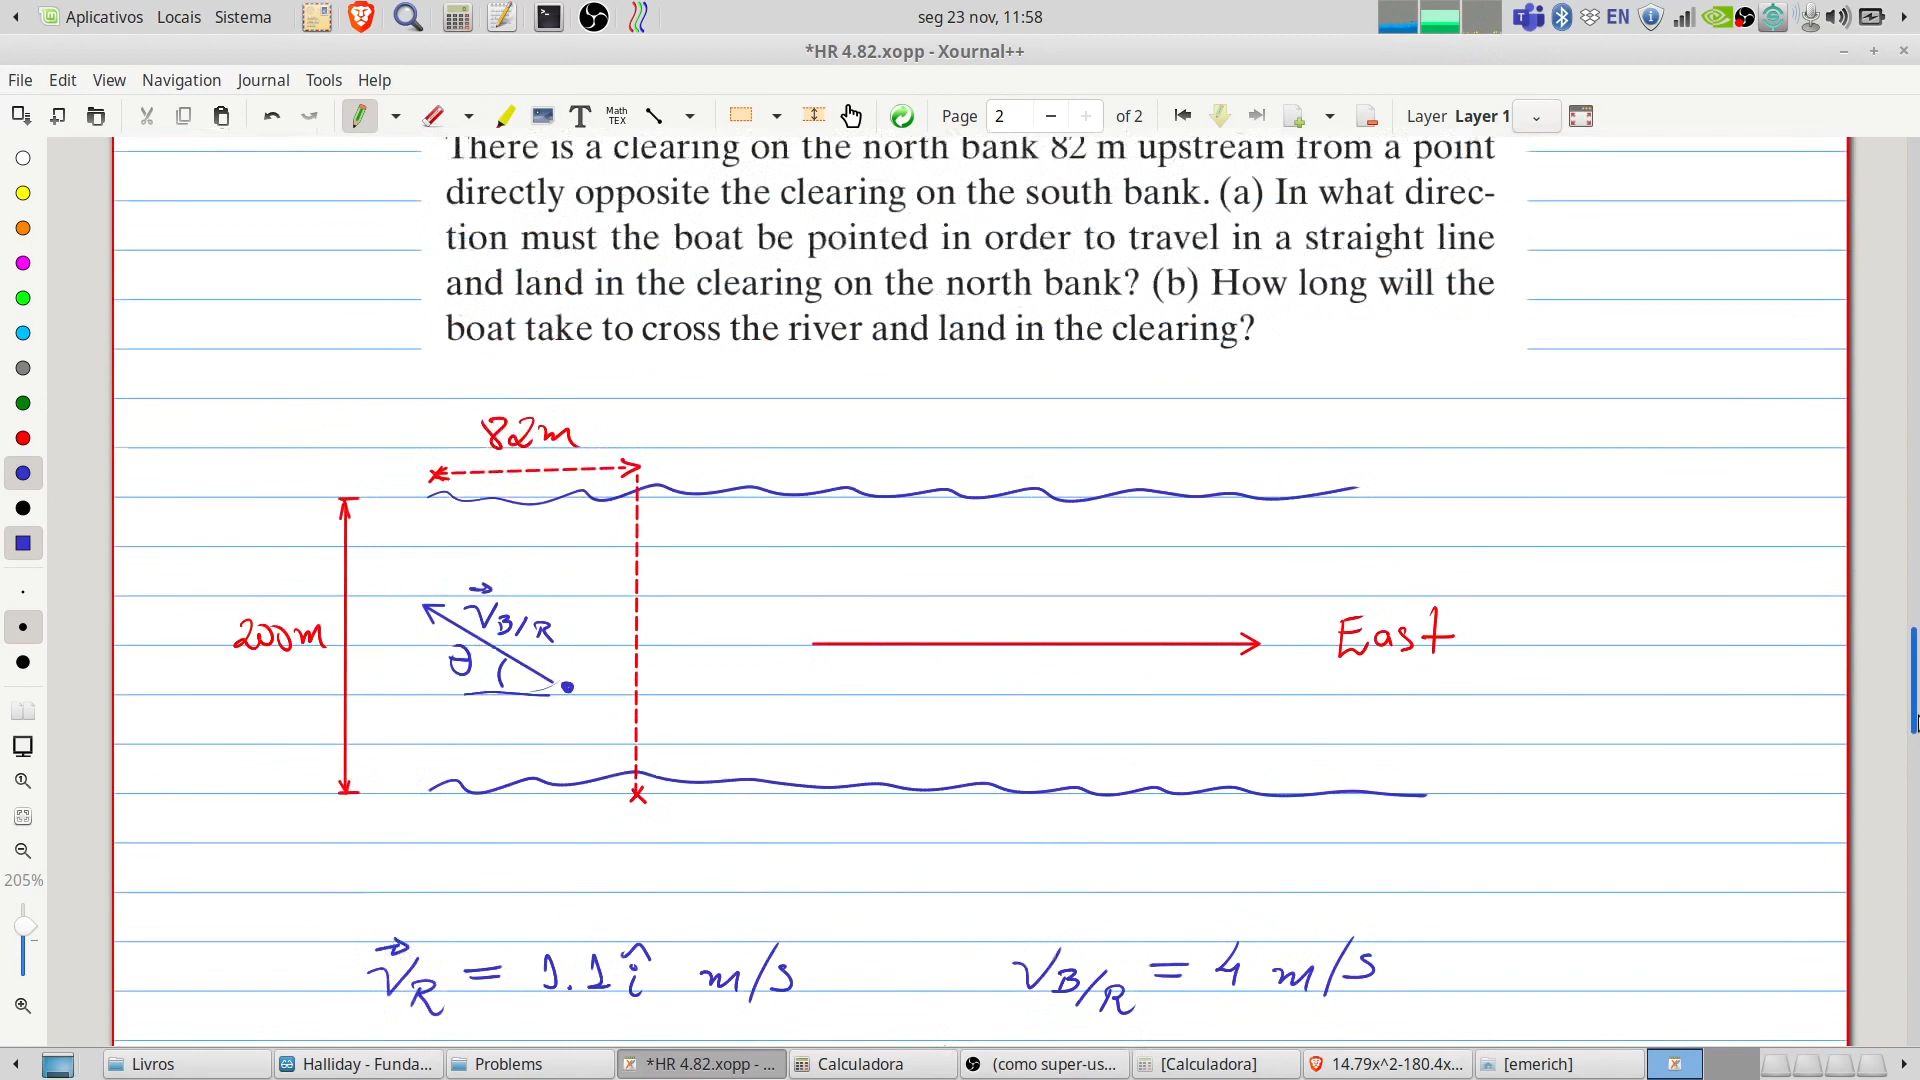 Aplicativos Locais Sistema seg 23 nov, 11:58 EN
*HR 4.82.xopp - Xournal++
File Edit View Navigation Journal Tools Help
Math TEX Page 2 of 2 Layer Layer 1
There is a clearing on the north bank 82 m upstream from a point
directly opposite the clearing on the south bank. (a) In what direc-
tion must the boat be pointed in order to travel in a straight line
and land in the clearing on the north bank? (b) How long will the
boat take to cross the river and land in the clearing?
82m
V⃗B/R
200m
θ
East
205%
V⃗R = 1.1 î m/s VB/R = 4 m/s
Livros Halliday - Funda... Problems *HR 4.82.xopp - ... Calculadora (como super-us... [Calculadora] 14.79x^2-180.4x... [emerich]